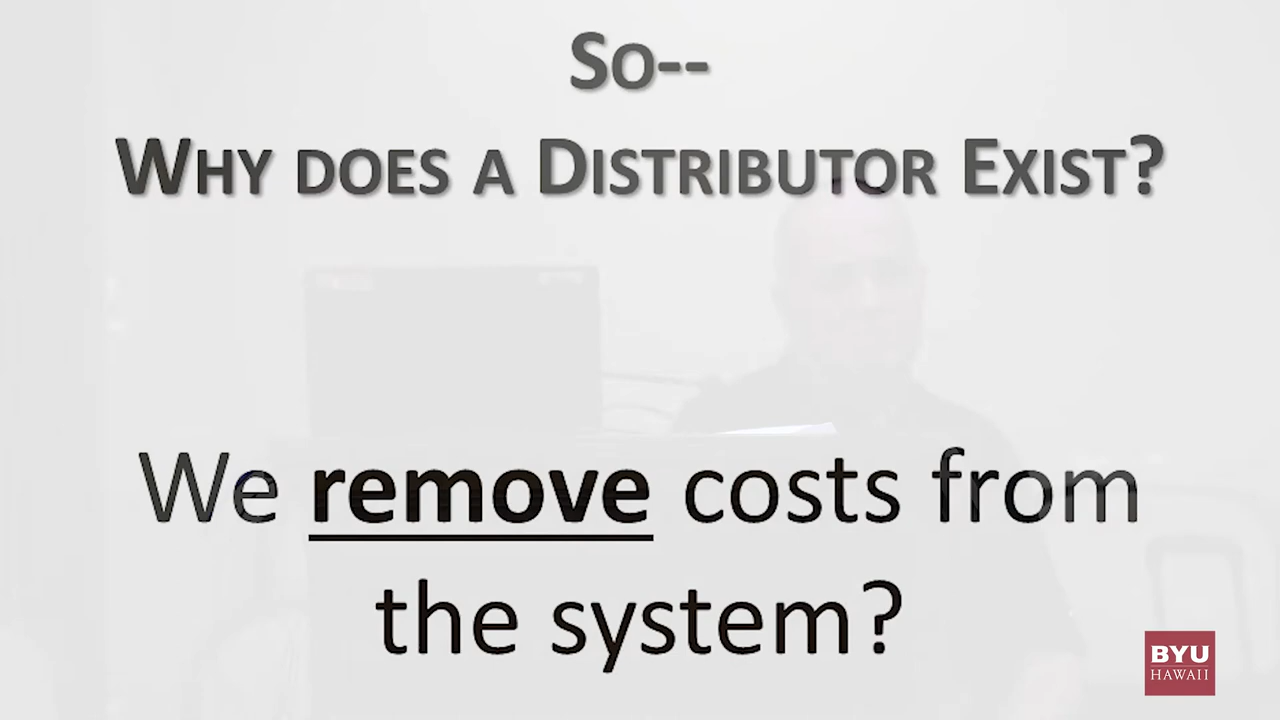 So--
Why does a Distributor Exist?
We remove costs from
the system?
BYU
HAWAII